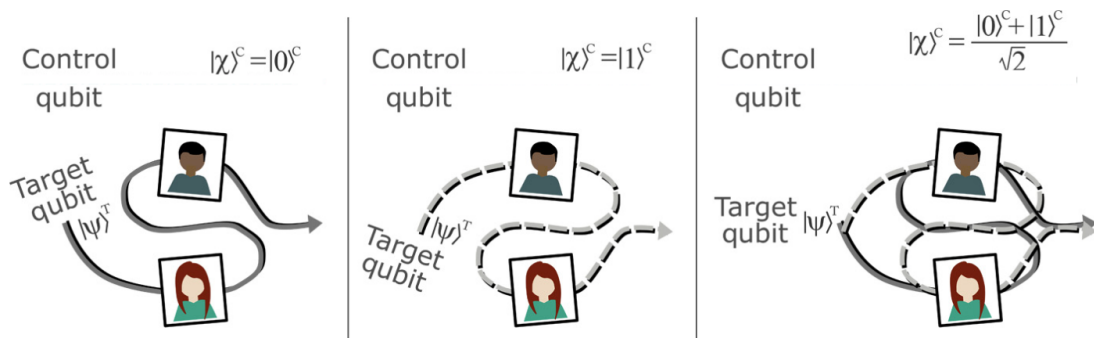 Control
qubit
|χ⟩ᶜ=|0⟩ᶜ
Target
qubit
|ψ⟩ᵀ
Control
qubit
|χ⟩ᶜ=|1⟩ᶜ
|ψ⟩ᵀ
Target
qubit
Control
qubit
|χ⟩ᶜ = |0⟩ᶜ+|1⟩ᶜ
√2
Target
qubit |ψ⟩ᵀ